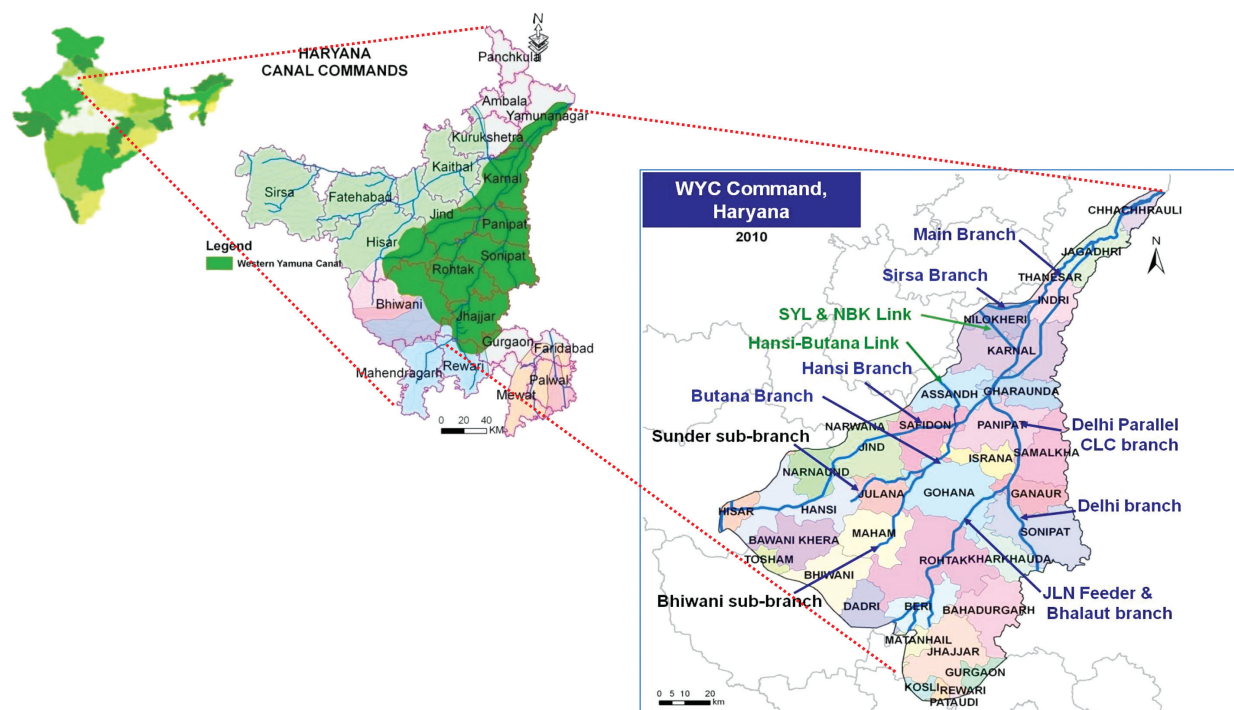 HARYANA
CANAL COMMANDS
N
Panchkula
Ambala
Yamunanagar
Kurukshetra
Kaithal
Karnal
Sirsa
Fatehabad
Jind
Panipat
Hisar
Sonipat
Rohtak
Legend
Western Yamuna Canal
Bhiwani
Jhajjar
Gurgaon
Faridabad
Mahendragarh
Rewari
Palwal
Mewat
0 20 40
KM
WYC Command,
Haryana
2010
N
CHHACHHRAULI
Main Branch
JAGADHRI
THANESAR
Sirsa Branch
INDRI
SYL & NBK Link
NILOKHERI
Hansi-Butana Link
KARNAL
Hansi Branch
Butana Branch
ASSANDH
GHARAUNDA
NARWANA
SAFIDON
PANIPAT
Delhi Parallel
CLC branch
Sunder sub-branch
JIND
ISRANA
SAMALKHA
NARNAUND
JULANA
GOHANA
GANAUR
HISAR
HANSI
Delhi branch
SONIPAT
BAWANI KHERA
MAHAM
TOSHAM
ROHTAK
KHARKHAUDA
BHIWANI
Bhiwani sub-branch
DADRI
BERI
BAHADURGARH
JLN Feeder &
Bhalaut branch
MATANHAIL
JHAJJAR
GURGAON
KOSLI
REWARI
PATAUDI
0 5 10 20
km